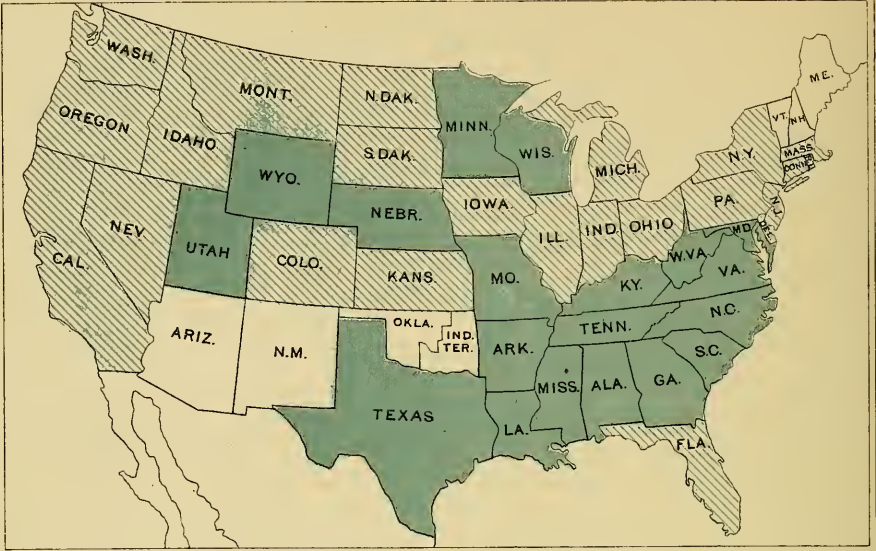 WASH.
OREGON
IDAHO
MONT.
N.DAK.
S.DAK.
MINN.
WIS.
MICH.
WYO.
NEBR.
IOWA.
ILL.
IND.
OHIO
PA.
N.Y.
VT.
N.H.
ME.
MASS
CONN.
R.I.
N.J.
DEL.
MD.
NEV.
CAL.
UTAH
COLO.
KANS.
MO.
KY.
W.VA.
VA.
N.C.
TENN.
S.C.
ARIZ.
N.M.
OKLA.
IND.
TER.
ARK.
MISS.
ALA.
GA.
TEXAS
LA.
FLA.